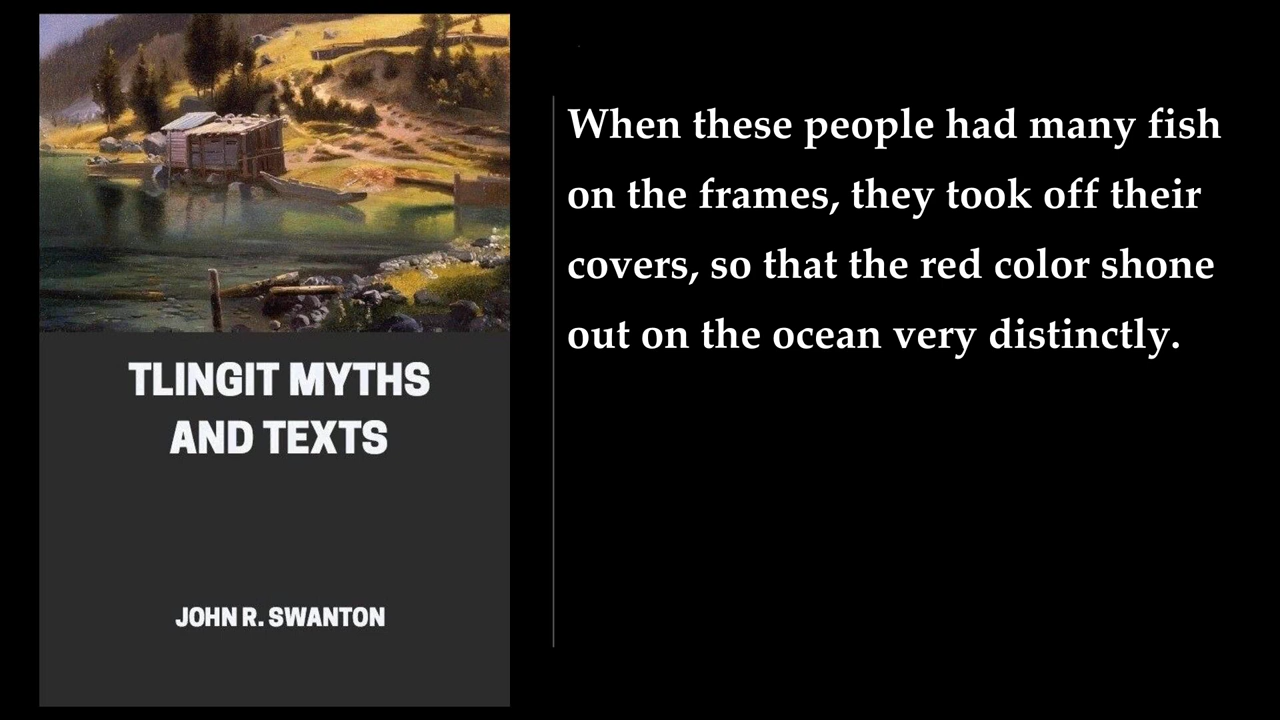 TLINGIT MYTHS
AND TEXTS
JOHN R. SWANTON
When these people had many fish
on the frames, they took off their
covers, so that the red color shone
out on the ocean very distinctly.